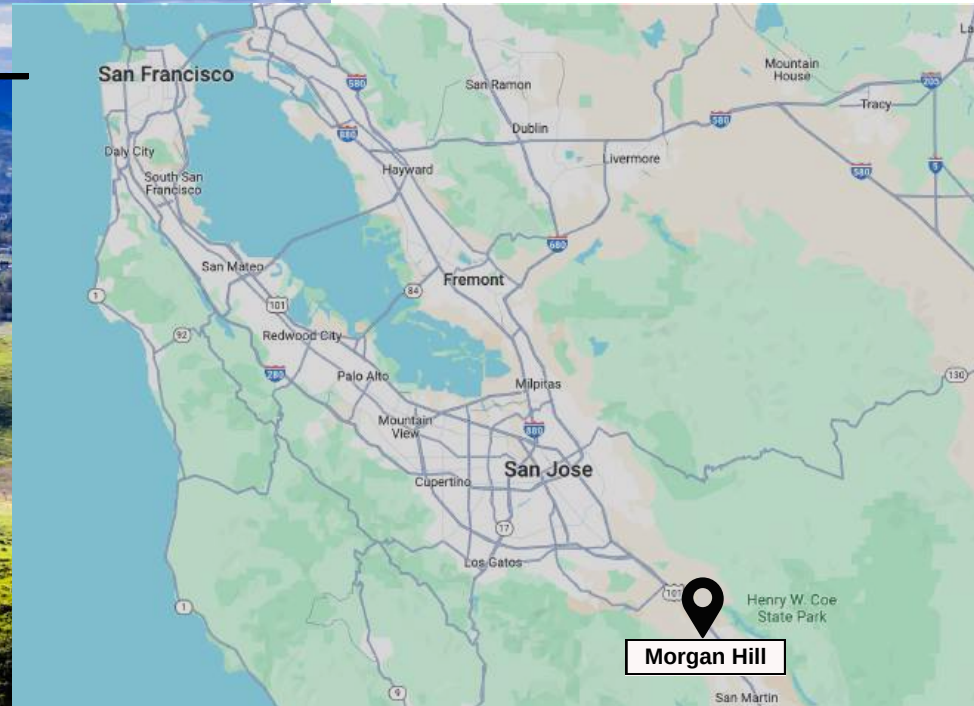 San Francisco
580
San Ramon
Mountain
House
La
205
Tracy
580
880
Dublin
Daly City
Livermore
Hayward
580
5
South San
Francisco
680
San Mateo
Fremont
84
1
101
92
Redwood City
280
Palo Alto
Milpitas
130
Mountain
View
880
San Jose
Cupertino
17
Los Gatos
101
Henry W. Coe
State Park
1
Morgan Hill
9
San Martin